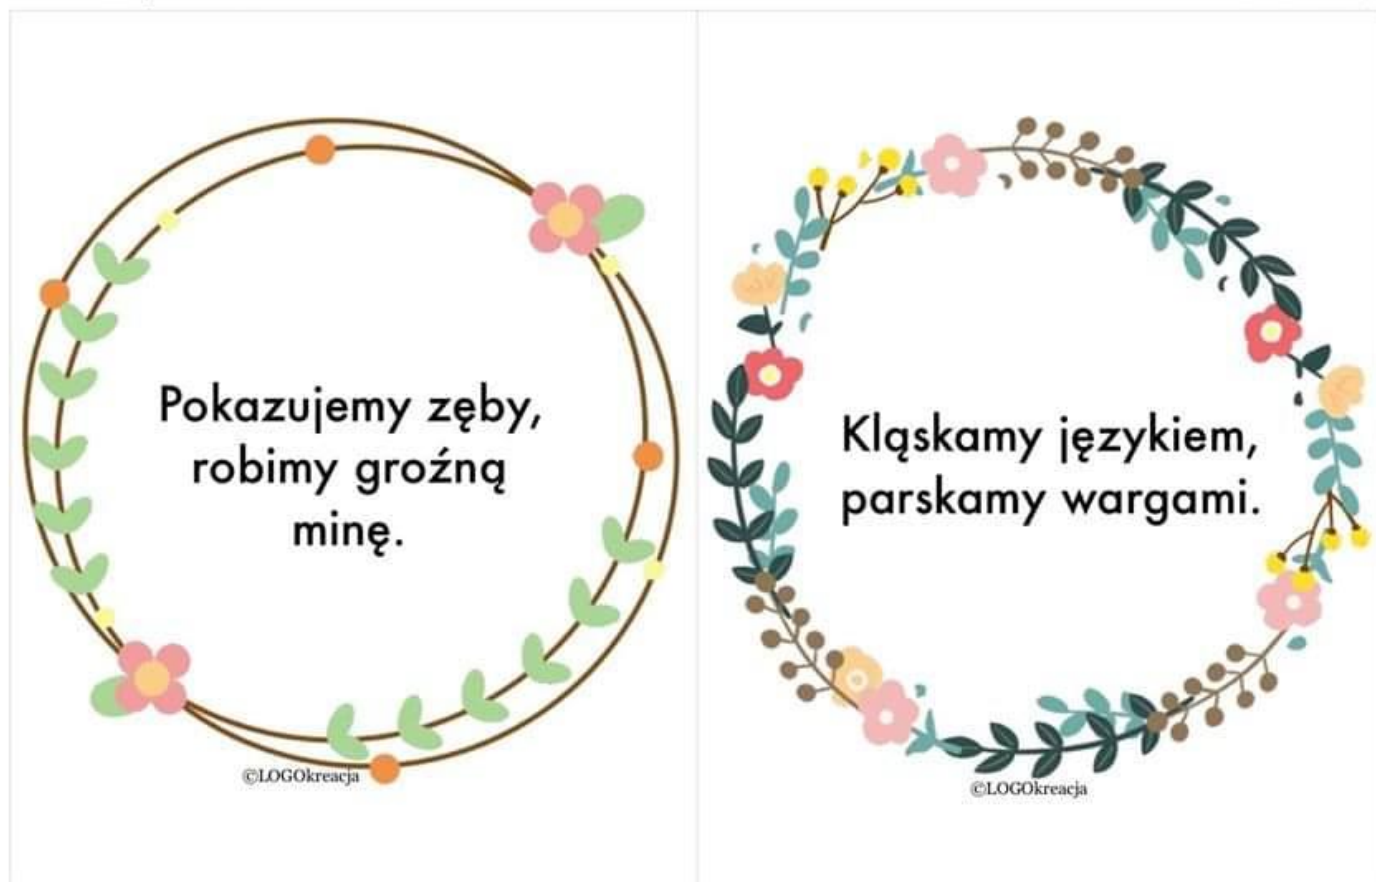 Pokazujemy zęby,
robimy groźną
minę.
©LOGOkreacja
Kląskamy językiem,
parskamy wargami.
©LOGOkreacja